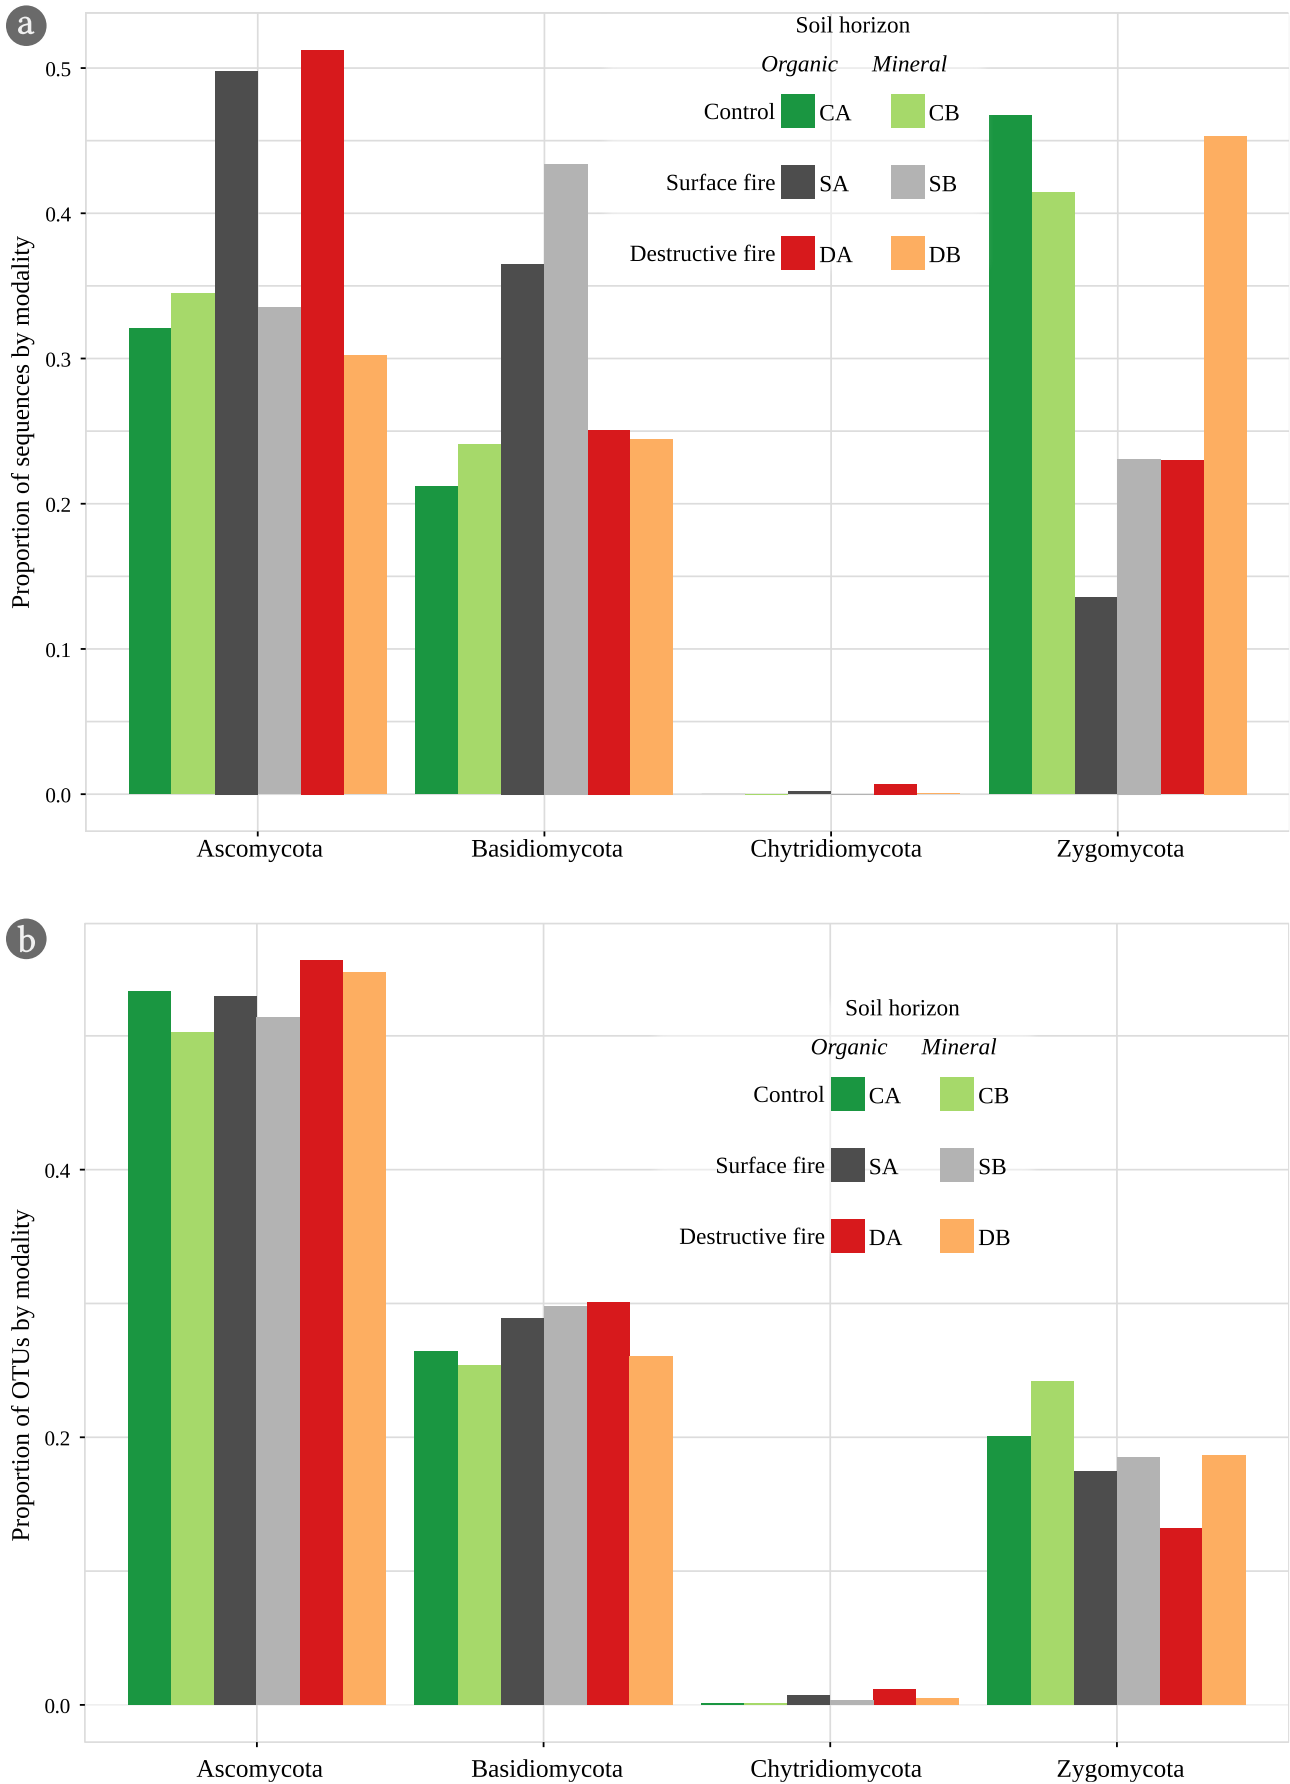 a
Soil horizon
Organic Mineral
Control CA CB
Surface fire SA SB
Destructive fire DA DB
Proportion of sequences by modality
0.5
0.4
0.3
0.2
0.1
0.0
Ascomycota Basidiomycota Chytridiomycota Zygomycota
b
Soil horizon
Organic Mineral
Control CA CB
Surface fire SA SB
Destructive fire DA DB
Proportion of OTUs by modality
0.4
0.2
0.0
Ascomycota Basidiomycota Chytridiomycota Zygomycota